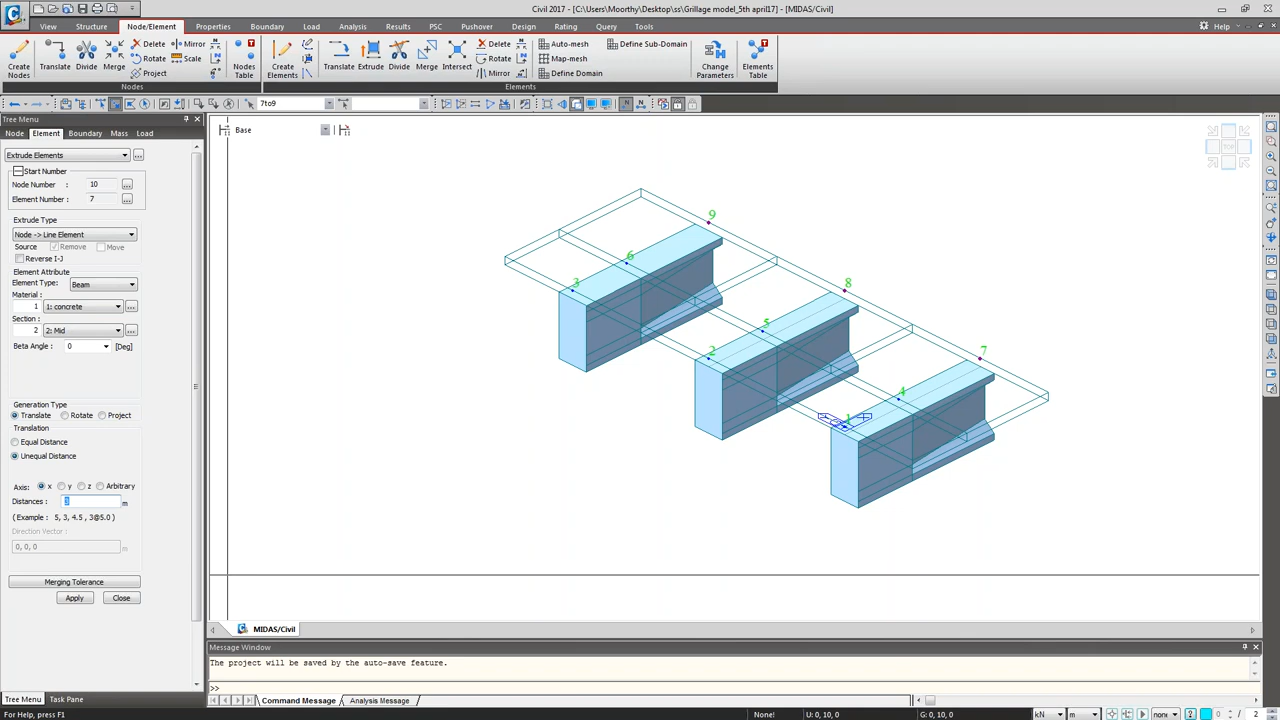 Civil 2017 - [C:\Users\Moorthy\Desktop\ss\Grillage model_5th april17] - [MIDAS/Civil]
View Structure Node/Element Properties Boundary Load Analysis Results PSC Pushover Design Rating Query Tools Help
Delete Mirror Delete Auto-mesh Define Sub-Domain
Rotate Scale Rotate Map-mesh
Create Nodes Translate Divide Merge Project Nodes Table Create Elements Translate Extrude Divide Merge Intersect Mirror Define Domain Change Parameters Elements Table
Nodes Elements
7to9
Tree Menu
Base
TOP
Node Element Boundary Mass Load
Extrude Elements
Start Number
Node Number : 10
Element Number : 7
Extrude Type
Node -> Line Element
Source Remove Move
Reverse I-J
Element Attribute
Element Type: Beam
Material :
1 1: concrete
Section :
2 2: Mid
Beta Angle : 0 [Deg]
Generation Type
Translate Rotate Project
Translation
Equal Distance
Unequal Distance
Axis: x y z Arbitrary
Distances : 3 m
( Example : 5, 3, 4.5 , 3@5.0 )
Direction Vector :
0, 0, 0 m
Merging Tolerance
Apply Close
9
6
3
8
5
2
7
4
1
MIDAS/Civil
Message Window
The project will be saved by the auto-save feature.
>>
Tree Menu Task Pane
Command Message Analysis Message
For Help, press F1 None! U: 0, 10, 0 G: 0, 10, 0 kN m none 0 / 2